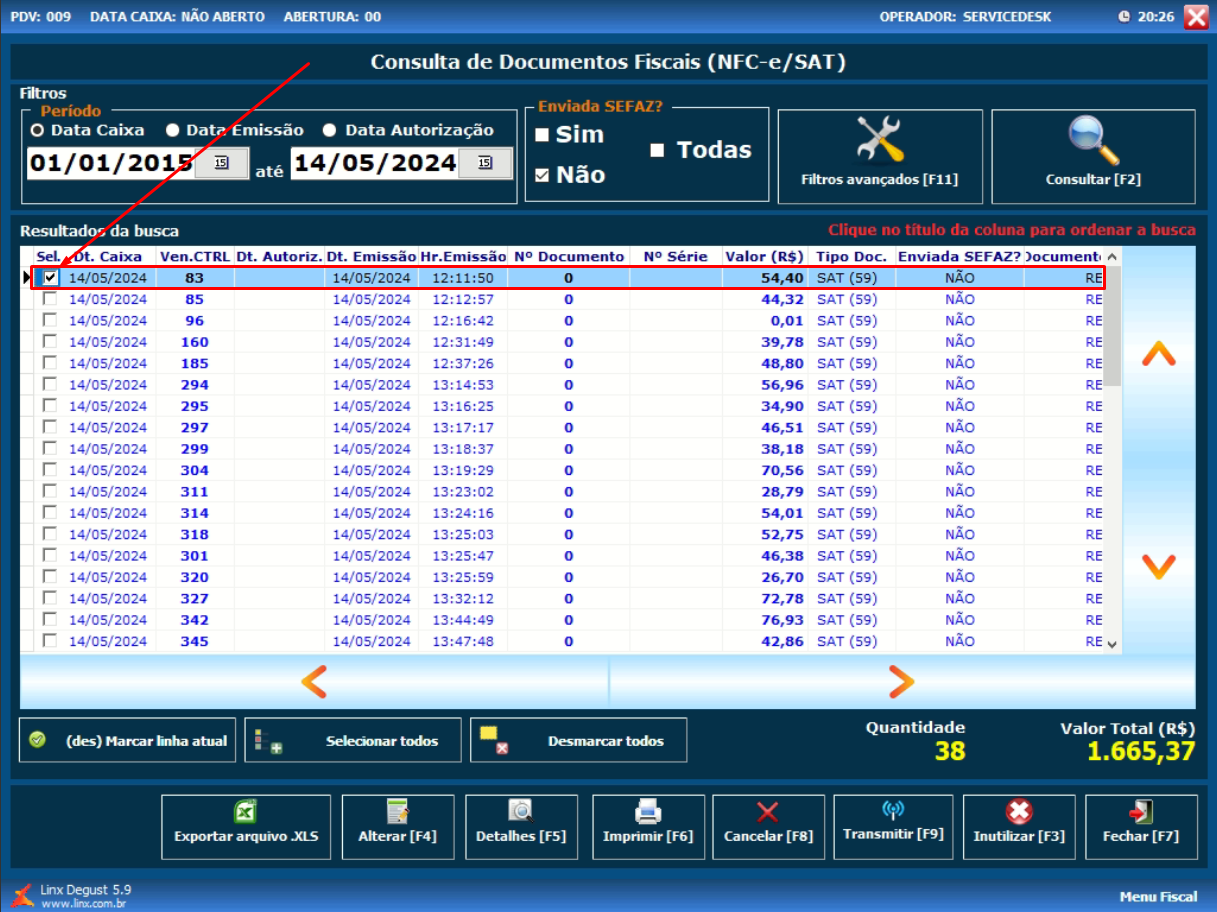 PDV: 009 DATA CAIXA: NÃO ABERTO ABERTURA: 00 OPERADOR: SERVICEDESK 20:26
Consulta de Documentos Fiscais (NFC-e/SAT)
Filtros
Período
Data Caixa Data Emissão Data Autorização
01/01/2015 15 até 14/05/2024 15
Enviada SEFAZ?
Sim
Todas
Não
Filtros avançados [F11]
Consultar [F2]
Resultados da busca Clique no título da coluna para ordenar a busca
Sel. Dt. Caixa Ven.CTRL Dt. Autoriz. Dt. Emissão Hr.Emissão Nº Documento Nº Série Valor (R$) Tipo Doc. Enviada SEFAZ?
14/05/2024 83 14/05/2024 12:11:50 0 54,40 SAT (59) NÃO RE
14/05/2024 85 14/05/2024 12:12:57 0 44,32 SAT (59) NÃO RE
14/05/2024 96 14/05/2024 12:16:42 0 0,01 SAT (59) NÃO RE
14/05/2024 160 14/05/2024 12:31:49 0 39,78 SAT (59) NÃO RE
14/05/2024 185 14/05/2024 12:37:26 0 48,80 SAT (59) NÃO RE
14/05/2024 294 14/05/2024 13:14:53 0 56,96 SAT (59) NÃO RE
14/05/2024 295 14/05/2024 13:16:25 0 34,90 SAT (59) NÃO RE
14/05/2024 297 14/05/2024 13:17:17 0 46,51 SAT (59) NÃO RE
14/05/2024 299 14/05/2024 13:18:37 0 38,18 SAT (59) NÃO RE
14/05/2024 304 14/05/2024 13:19:29 0 70,56 SAT (59) NÃO RE
14/05/2024 311 14/05/2024 13:23:02 0 28,79 SAT (59) NÃO RE
14/05/2024 314 14/05/2024 13:24:16 0 54,01 SAT (59) NÃO RE
14/05/2024 318 14/05/2024 13:25:03 0 52,75 SAT (59) NÃO RE
14/05/2024 301 14/05/2024 13:25:47 0 46,38 SAT (59) NÃO RE
14/05/2024 320 14/05/2024 13:25:59 0 26,70 SAT (59) NÃO RE
14/05/2024 327 14/05/2024 13:32:12 0 72,78 SAT (59) NÃO RE
14/05/2024 342 14/05/2024 13:44:49 0 76,93 SAT (59) NÃO RE
14/05/2024 345 14/05/2024 13:47:48 0 42,86 SAT (59) NÃO RE
(des) Marcar linha atual Selecionar todos Desmarcar todos
Quantidade Valor Total (R$)
38 1.665,37
Exportar arquivo .XLS Alterar [F4] Detalhes [F5] Imprimir [F6] Cancelar [F8] Transmitir [F9] Inutilizar [F3] Fechar [F7]
Linx Degust 5.9
www.linx.com.br
Menu Fiscal